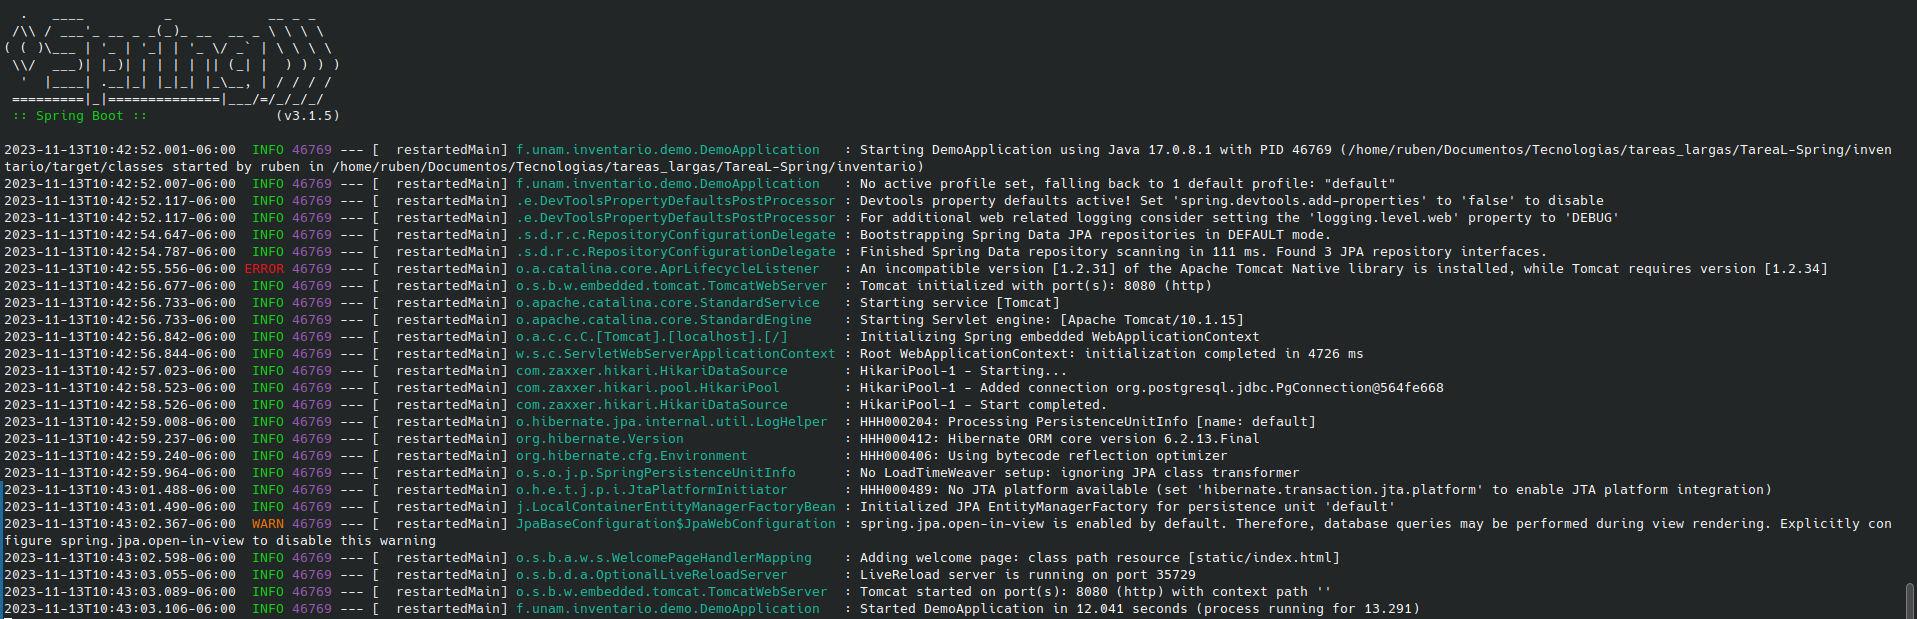 .   ____          _            __ _ _
 /\\ / ___'_ __ _ _(_)_ __  __ _ \ \ \ \
( ( )\___ | '_ | '_| | '_ \/ _` | \ \ \ \
 \\/  ___)| |_)| | | | | || (_| |  ) ) ) )
  '  |____| .__|_| |_|_| |_\__, | / / / /
 =========|_|==============|___/=/_/_/_/
 :: Spring Boot ::                (v3.1.5)
2023-11-13T10:42:52.001-06:00  INFO 46769 --- [  restartedMain] f.unam.inventario.demo.DemoApplication   : Starting DemoApplication using Java 17.0.8.1 with PID 46769 (/home/ruben/Documentos/Tecnologias/tareas_largas/TareaL-Spring/inven
tario/target/classes started by ruben in /home/ruben/Documentos/Tecnologias/tareas_largas/TareaL-Spring/inventario)
2023-11-13T10:42:52.007-06:00  INFO 46769 --- [  restartedMain] f.unam.inventario.demo.DemoApplication   : No active profile set, falling back to 1 default profile: "default"
2023-11-13T10:42:52.117-06:00  INFO 46769 --- [  restartedMain] .e.DevToolsPropertyDefaultsPostProcessor : Devtools property defaults active! Set 'spring.devtools.add-properties' to 'false' to disable
2023-11-13T10:42:52.117-06:00  INFO 46769 --- [  restartedMain] .e.DevToolsPropertyDefaultsPostProcessor : For additional web related logging consider setting the 'logging.level.web' property to 'DEBUG'
2023-11-13T10:42:54.647-06:00  INFO 46769 --- [  restartedMain] .s.d.r.c.RepositoryConfigurationDelegate : Bootstrapping Spring Data JPA repositories in DEFAULT mode.
2023-11-13T10:42:54.787-06:00  INFO 46769 --- [  restartedMain] .s.d.r.c.RepositoryConfigurationDelegate : Finished Spring Data repository scanning in 111 ms. Found 3 JPA repository interfaces.
2023-11-13T10:42:55.556-06:00 ERROR 46769 --- [  restartedMain] o.a.catalina.core.AprLifecycleListener   : An incompatible version [1.2.31] of the Apache Tomcat Native library is installed, while Tomcat requires version [1.2.34]
2023-11-13T10:42:56.677-06:00  INFO 46769 --- [  restartedMain] o.s.b.w.embedded.tomcat.TomcatWebServer  : Tomcat initialized with port(s): 8080 (http)
2023-11-13T10:42:56.733-06:00  INFO 46769 --- [  restartedMain] o.apache.catalina.core.StandardService   : Starting service [Tomcat]
2023-11-13T10:42:56.733-06:00  INFO 46769 --- [  restartedMain] o.apache.catalina.core.StandardEngine    : Starting Servlet engine: [Apache Tomcat/10.1.15]
2023-11-13T10:42:56.842-06:00  INFO 46769 --- [  restartedMain] o.a.c.c.C.[Tomcat].[localhost].[/]       : Initializing Spring embedded WebApplicationContext
2023-11-13T10:42:56.844-06:00  INFO 46769 --- [  restartedMain] w.s.c.ServletWebServerApplicationContext : Root WebApplicationContext: initialization completed in 4726 ms
2023-11-13T10:42:57.023-06:00  INFO 46769 --- [  restartedMain] com.zaxxer.hikari.HikariDataSource       : HikariPool-1 - Starting...
2023-11-13T10:42:58.523-06:00  INFO 46769 --- [  restartedMain] com.zaxxer.hikari.pool.HikariPool        : HikariPool-1 - Added connection org.postgresql.jdbc.PgConnection@564fe668
2023-11-13T10:42:58.526-06:00  INFO 46769 --- [  restartedMain] com.zaxxer.hikari.HikariDataSource       : HikariPool-1 - Start completed.
2023-11-13T10:42:59.008-06:00  INFO 46769 --- [  restartedMain] o.hibernate.jpa.internal.util.LogHelper  : HHH000204: Processing PersistenceUnitInfo [name: default]
2023-11-13T10:42:59.237-06:00  INFO 46769 --- [  restartedMain] org.hibernate.Version                    : HHH000412: Hibernate ORM core version 6.2.13.Final
2023-11-13T10:42:59.240-06:00  INFO 46769 --- [  restartedMain] org.hibernate.cfg.Environment            : HHH000406: Using bytecode reflection optimizer
2023-11-13T10:42:59.964-06:00  INFO 46769 --- [  restartedMain] o.s.o.j.p.SpringPersistenceUnitInfo      : No LoadTimeWeaver setup: ignoring JPA class transformer
2023-11-13T10:43:01.488-06:00  INFO 46769 --- [  restartedMain] o.h.e.t.j.p.i.JtaPlatformInitiator       : HHH000489: No JTA platform available (set 'hibernate.transaction.jta.platform' to enable JTA platform integration)
2023-11-13T10:43:01.490-06:00  INFO 46769 --- [  restartedMain] j.LocalContainerEntityManagerFactoryBean : Initialized JPA EntityManagerFactory for persistence unit 'default'
2023-11-13T10:43:02.367-06:00  WARN 46769 --- [  restartedMain] JpaBaseConfiguration$JpaWebConfiguration : spring.jpa.open-in-view is enabled by default. Therefore, database queries may be performed during view rendering. Explicitly con
figure spring.jpa.open-in-view to disable this warning
2023-11-13T10:43:02.598-06:00  INFO 46769 --- [  restartedMain] o.s.b.a.w.s.WelcomePageHandlerMapping    : Adding welcome page: class path resource [static/index.html]
2023-11-13T10:43:03.055-06:00  INFO 46769 --- [  restartedMain] o.s.b.d.a.OptionalLiveReloadServer       : LiveReload server is running on port 35729
2023-11-13T10:43:03.089-06:00  INFO 46769 --- [  restartedMain] o.s.b.w.embedded.tomcat.TomcatWebServer  : Tomcat started on port(s): 8080 (http) with context path ''
2023-11-13T10:43:03.106-06:00  INFO 46769 --- [  restartedMain] f.unam.inventario.demo.DemoApplication   : Started DemoApplication in 12.041 seconds (process running for 13.291)